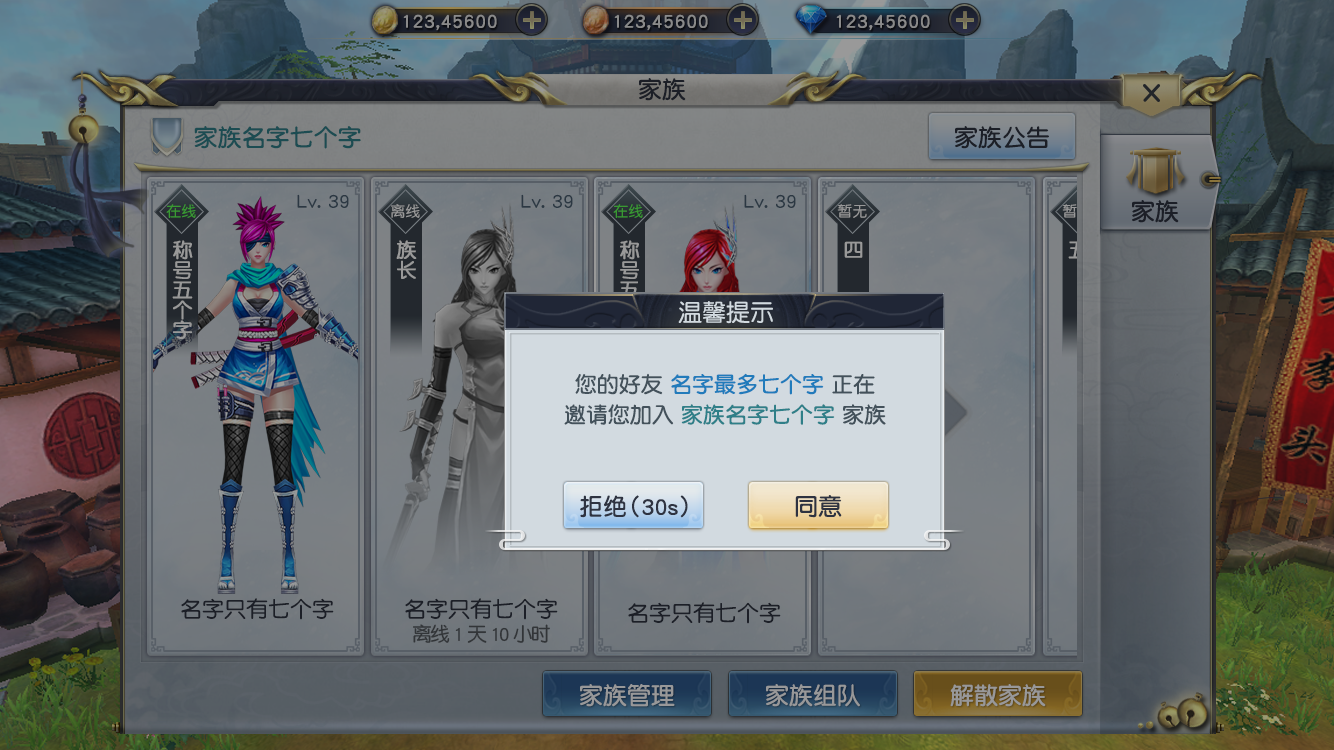 123,45600
123,45600
123,45600
家族
家族名字七个字
家族公告
家族
在线
Lv. 39
称号五个字
离线
Lv. 39
族长
在线
Lv. 39
称号五
暂无
四
暂
五
温馨提示
您的好友 名字最多七个字 正在
邀请您加入 家族名字七个字 家族
拒绝(30s)
同意
名字只有七个字
名字只有七个字
离线 1 天 10 小时
名字只有七个字
家族管理
家族组队
解散家族
李
头